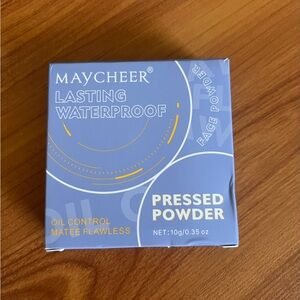 MAYCHEER®
LASTING
WATERPROOF
FACE POWDER
PRESSED
POWDER
OIL CONTROL
MATEE FLAWLESS
NET:10g/0.35 oz